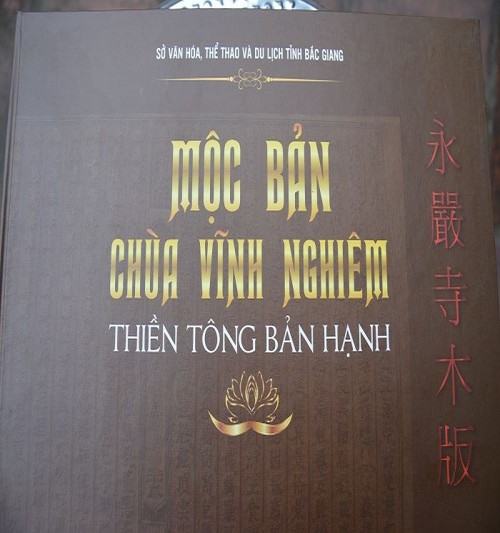 SỞ VĂN HÓA, THỂ THAO VÀ DU LỊCH TỈNH BẮC GIANG
MỘC BẢN
CHÙA VĨNH NGHIÊM
THIỀN TÔNG BẢN HẠNH
永嚴寺木版